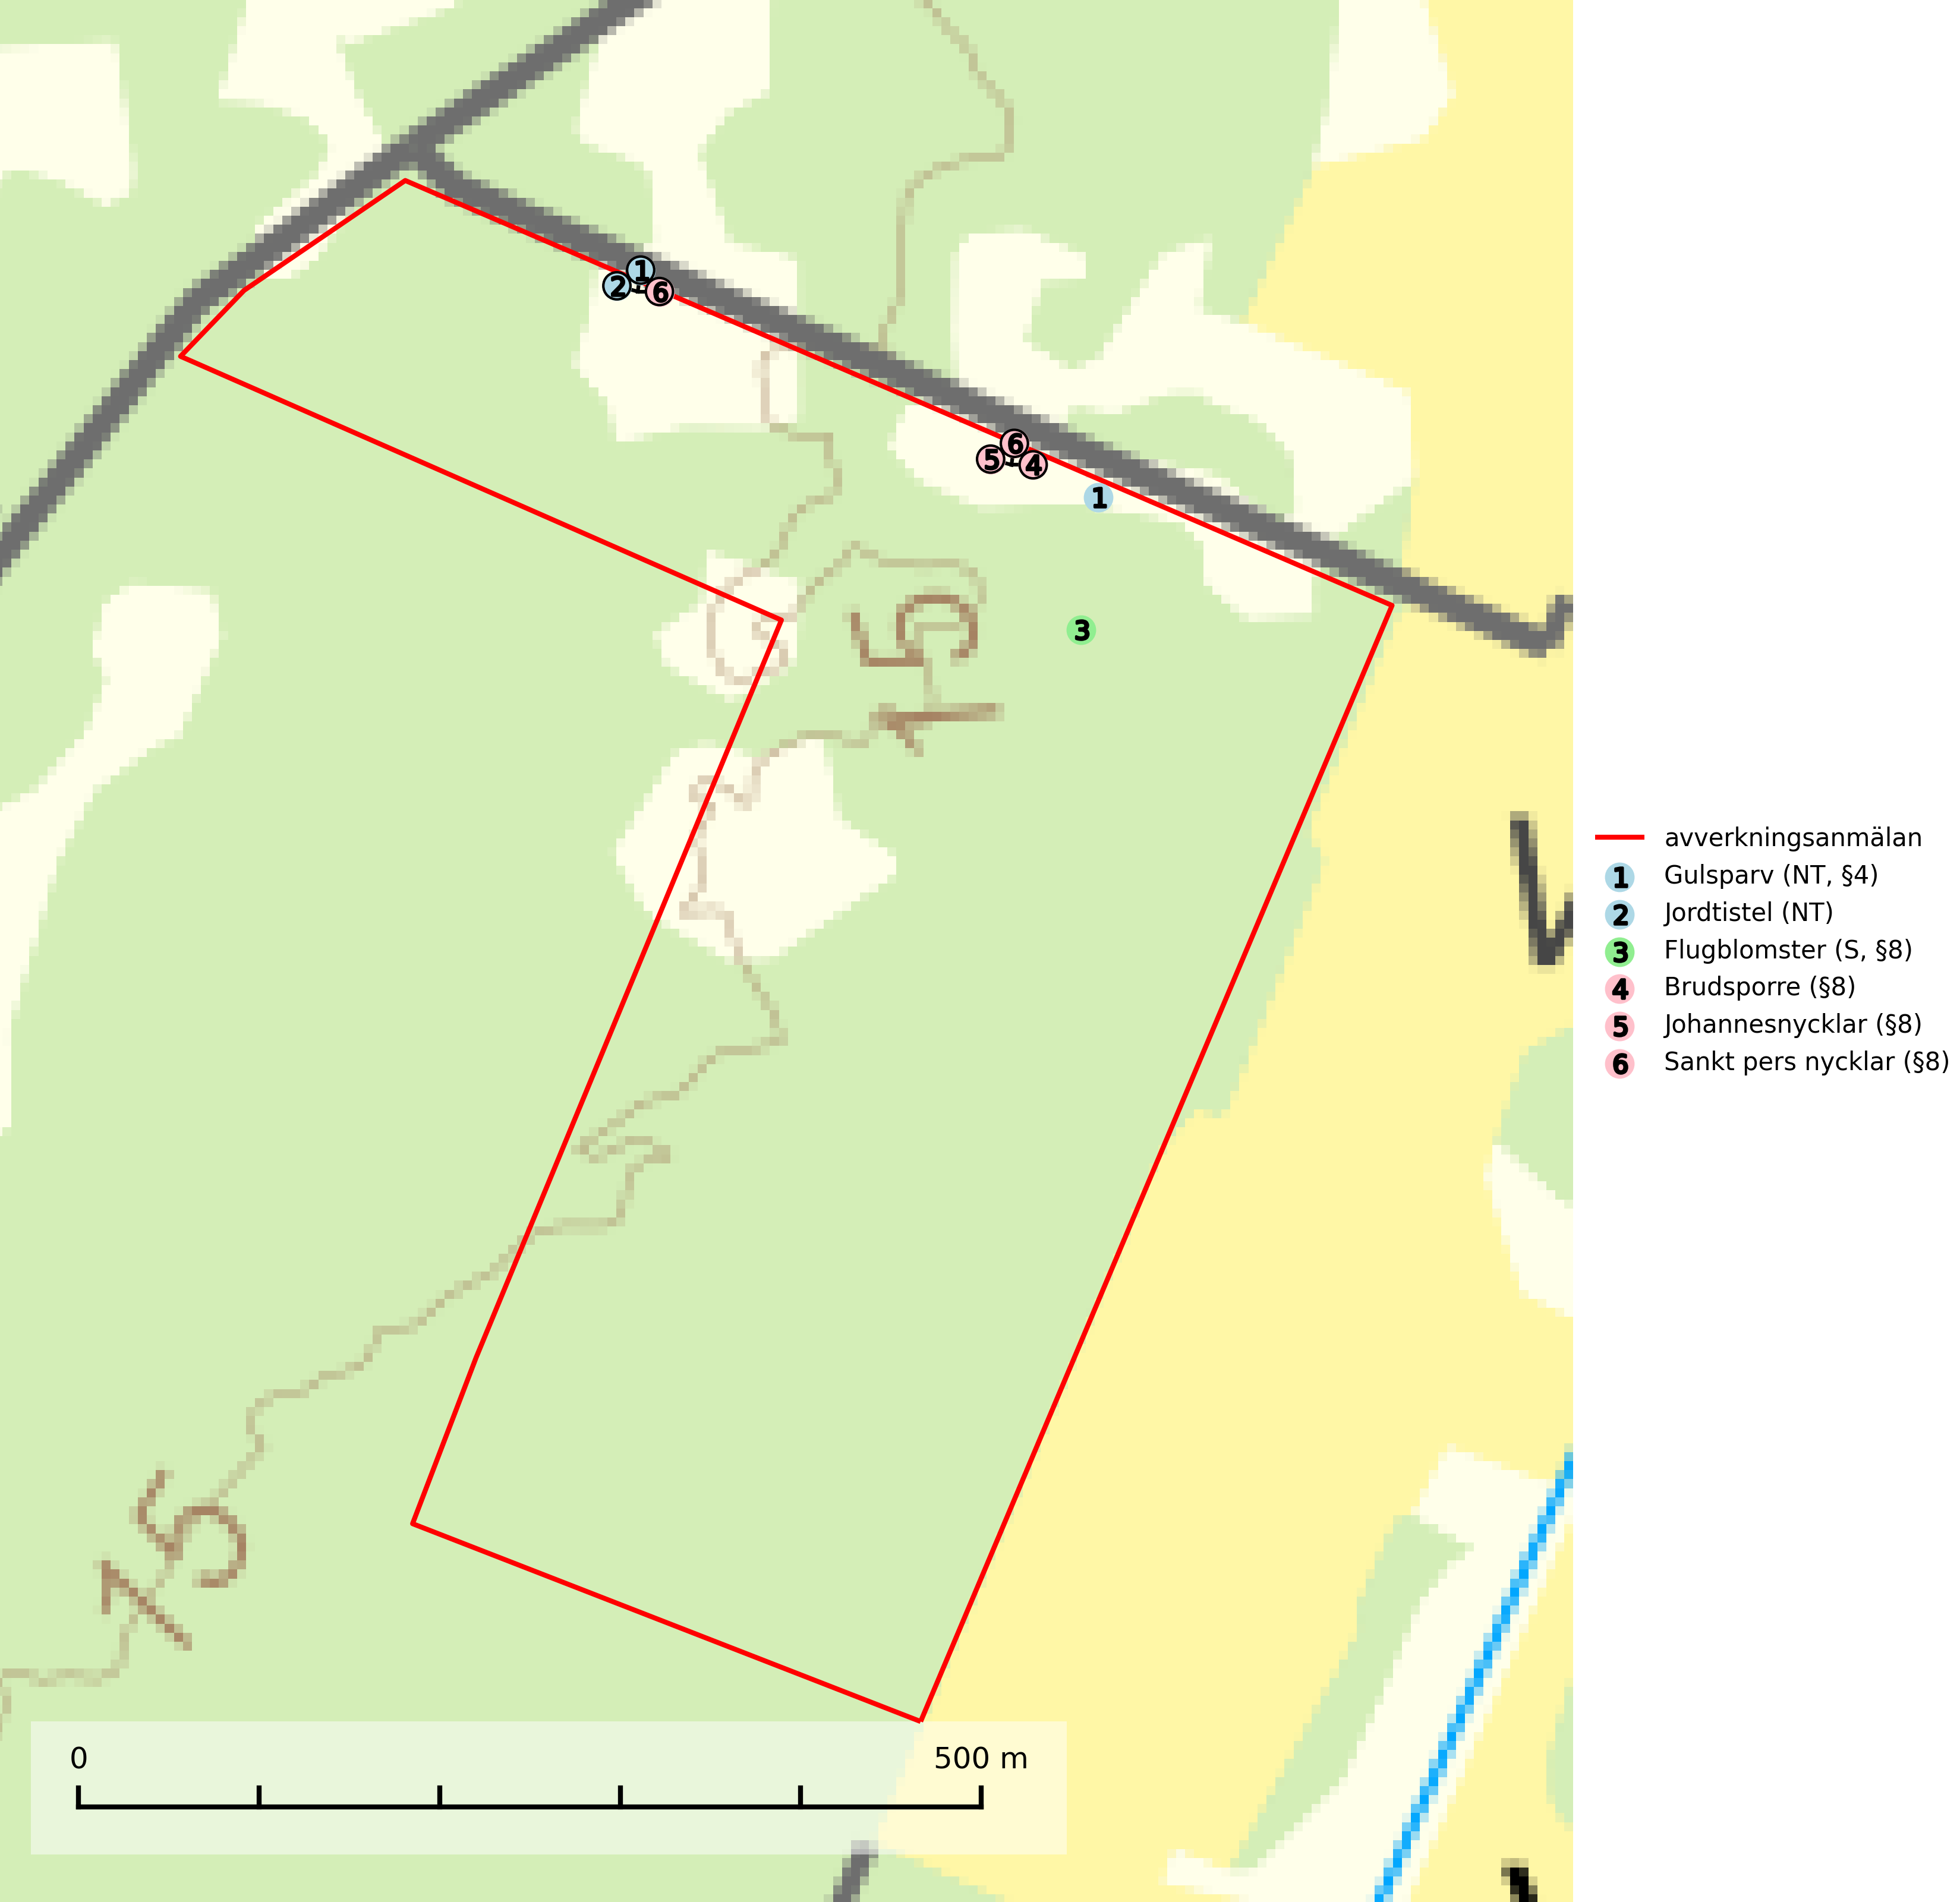 1
2
6
6
5
4
1
15
3
15
avverkningsanmälan
1 Gulsparv (NT, §4)
2 Jordtistel (NT)
3 Flugblomster (S, §8)
4 Brudsporre (§8)
5 Johannesnycklar (§8)
6 Sankt pers nycklar (§8)
0 500 m